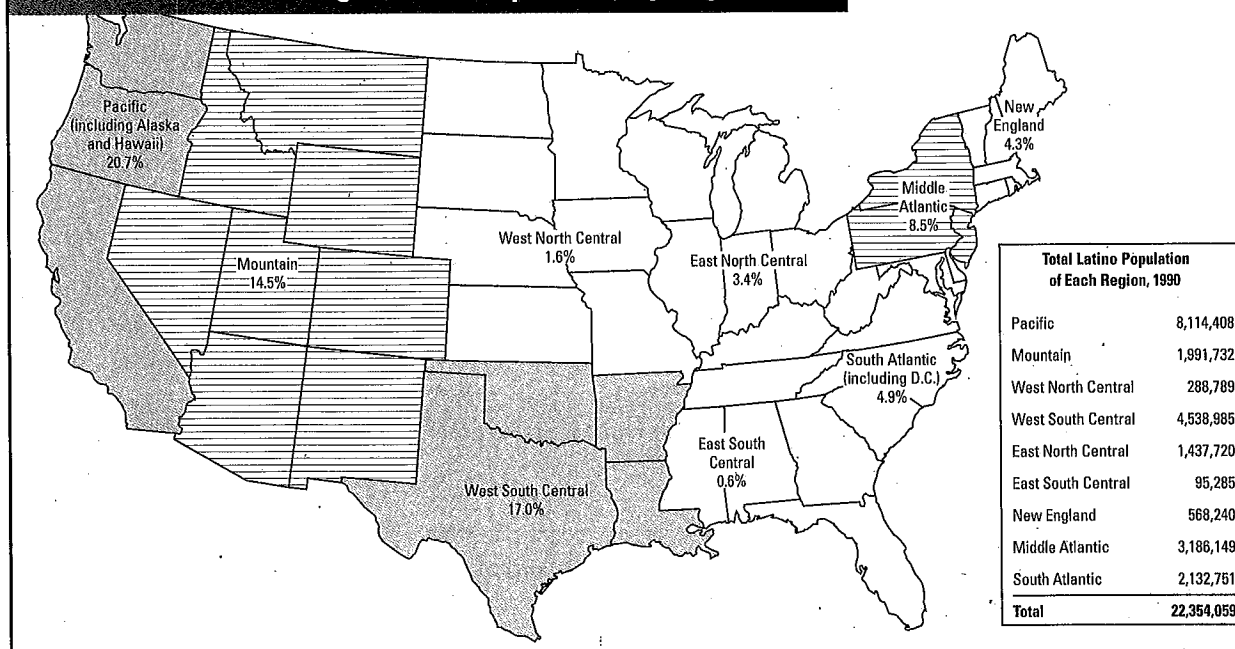 Pacific
(including Alaska
and Hawaii)
20.7%
Mountain
14.5%
West North Central
1.6%
East North Central
3.4%
New
England
4.3%
Middle
Atlantic
8.5%
South Atlantic
(including D.C.)
4.9%
East South
Central
0.6%
West South Central
17.0%
Total Latino Population
of Each Region, 1990
Pacific 8,114,408
Mountain 1,991,732
West North Central 288,789
West South Central 4,538,985
East North Central 1,437,720
East South Central 95,285
New England 568,240
Middle Atlantic 3,186,149
South Atlantic 2,132,751
Total 22,354,059